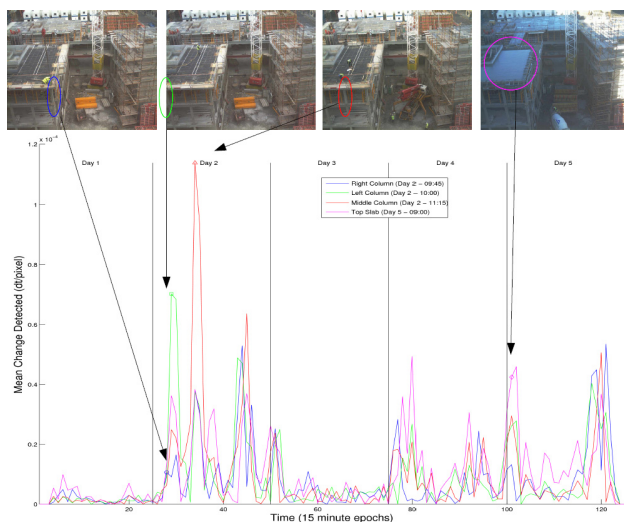 x 10⁻⁴
1.2
Day 1
Day 2
Day 3
Day 4
Day 5
Right Column (Day 2 − 09:45)
Left Column (Day 2 − 10:00)
Middle Column (Day 2 − 11:15)
Top Slab (Day 5 − 09:00)
1
0.8
0.6
0.4
0.2
0
Mean Change Detected (dt/pixel)
20
40
60
80
100
120
Time (15 minute epochs)